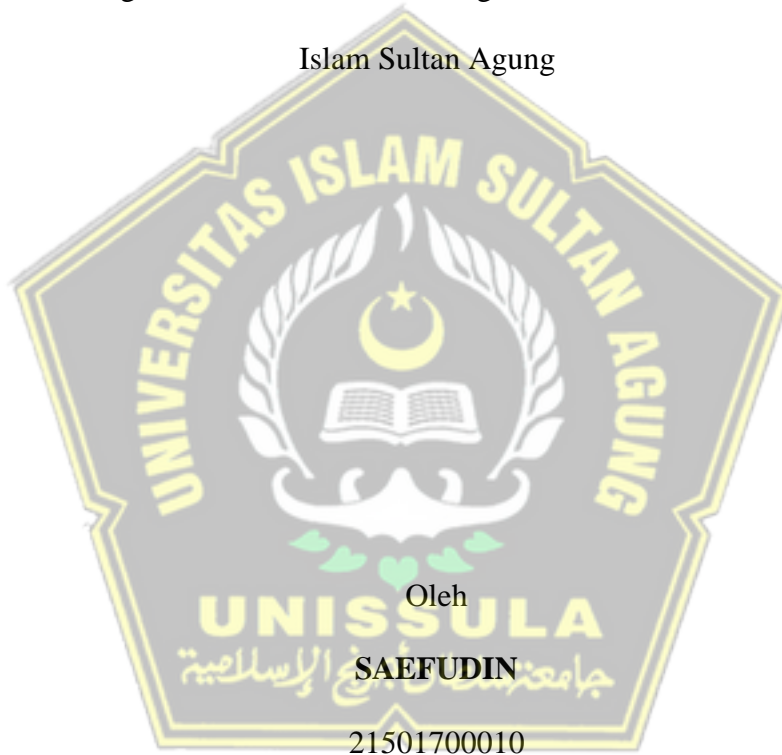 Islam Sultan Agung
UNIVERSITAS ISLAM SULTAN AGUNG
Oleh
UNISSULA
جامعة سلطان أجونج الإسلامية
SAEFUDIN
21501700010